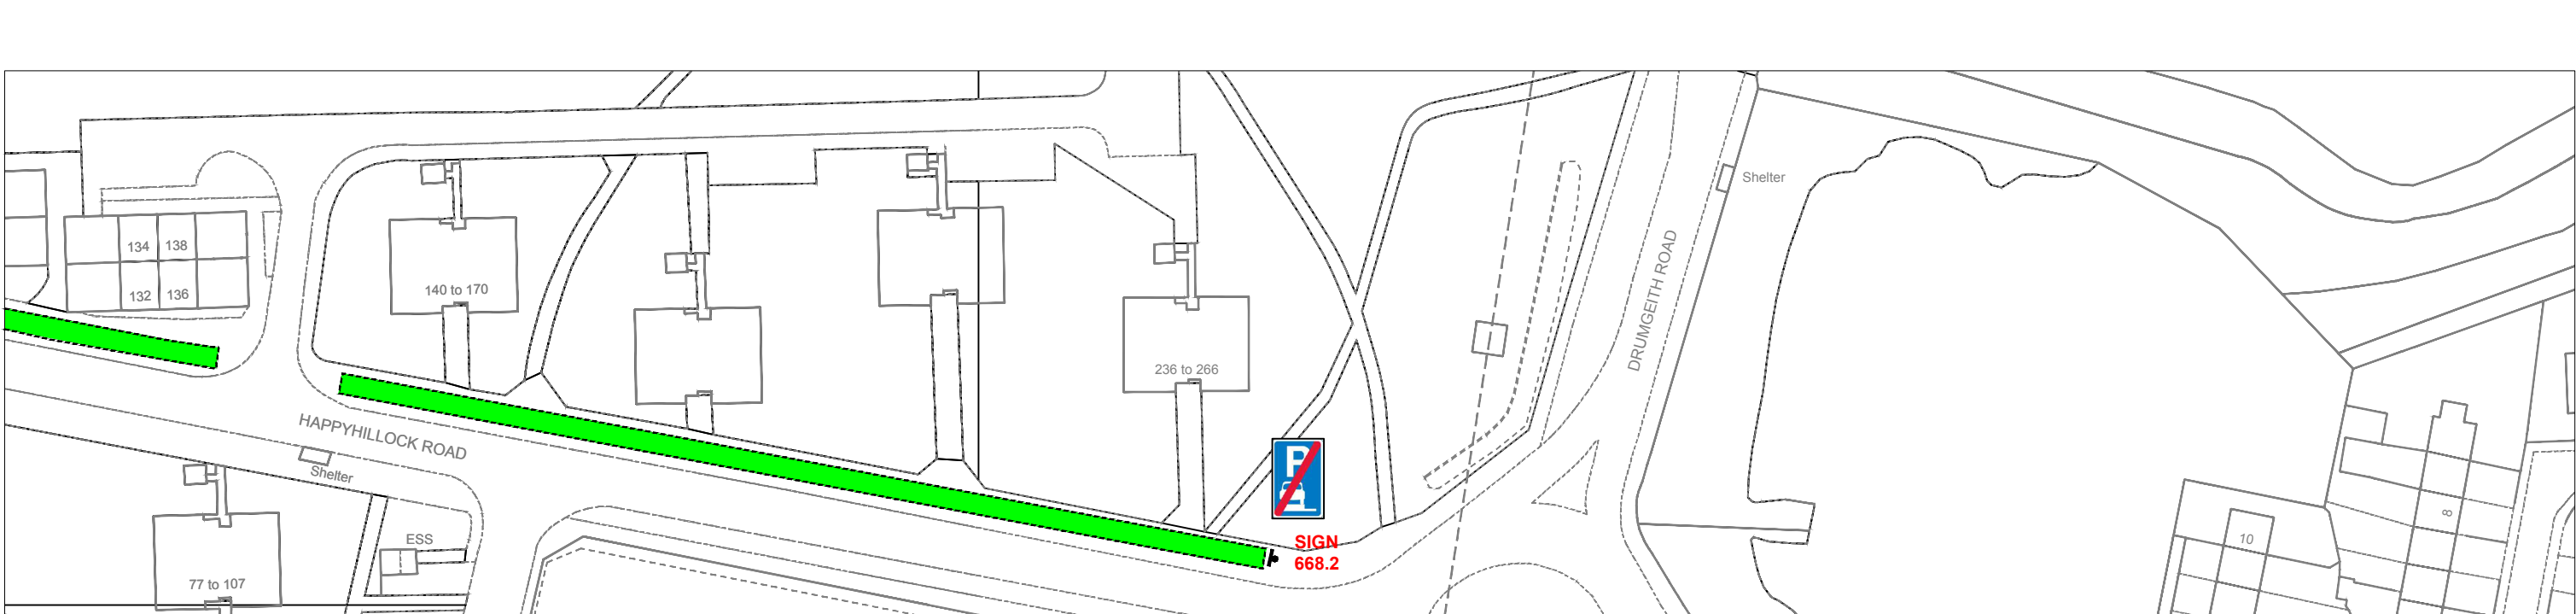 Shelter
134 138
132 136
140 to 170
DRUMGEITH ROAD
236 to 266
HAPPYHILLOCK ROAD
Shelter
P
SIGN
668.2
ESS
77 to 107
8
10